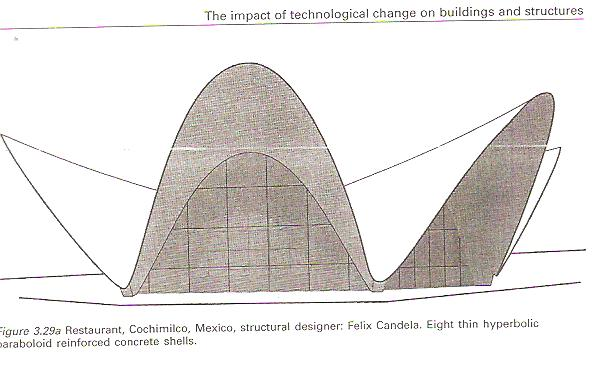 The impact of technological change on buildings and structures
Figure 3.29a Restaurant, Cochimilco, Mexico, structural designer: Felix Candela. Eight thin hyperbolic
paraboloid reinforced concrete shells.